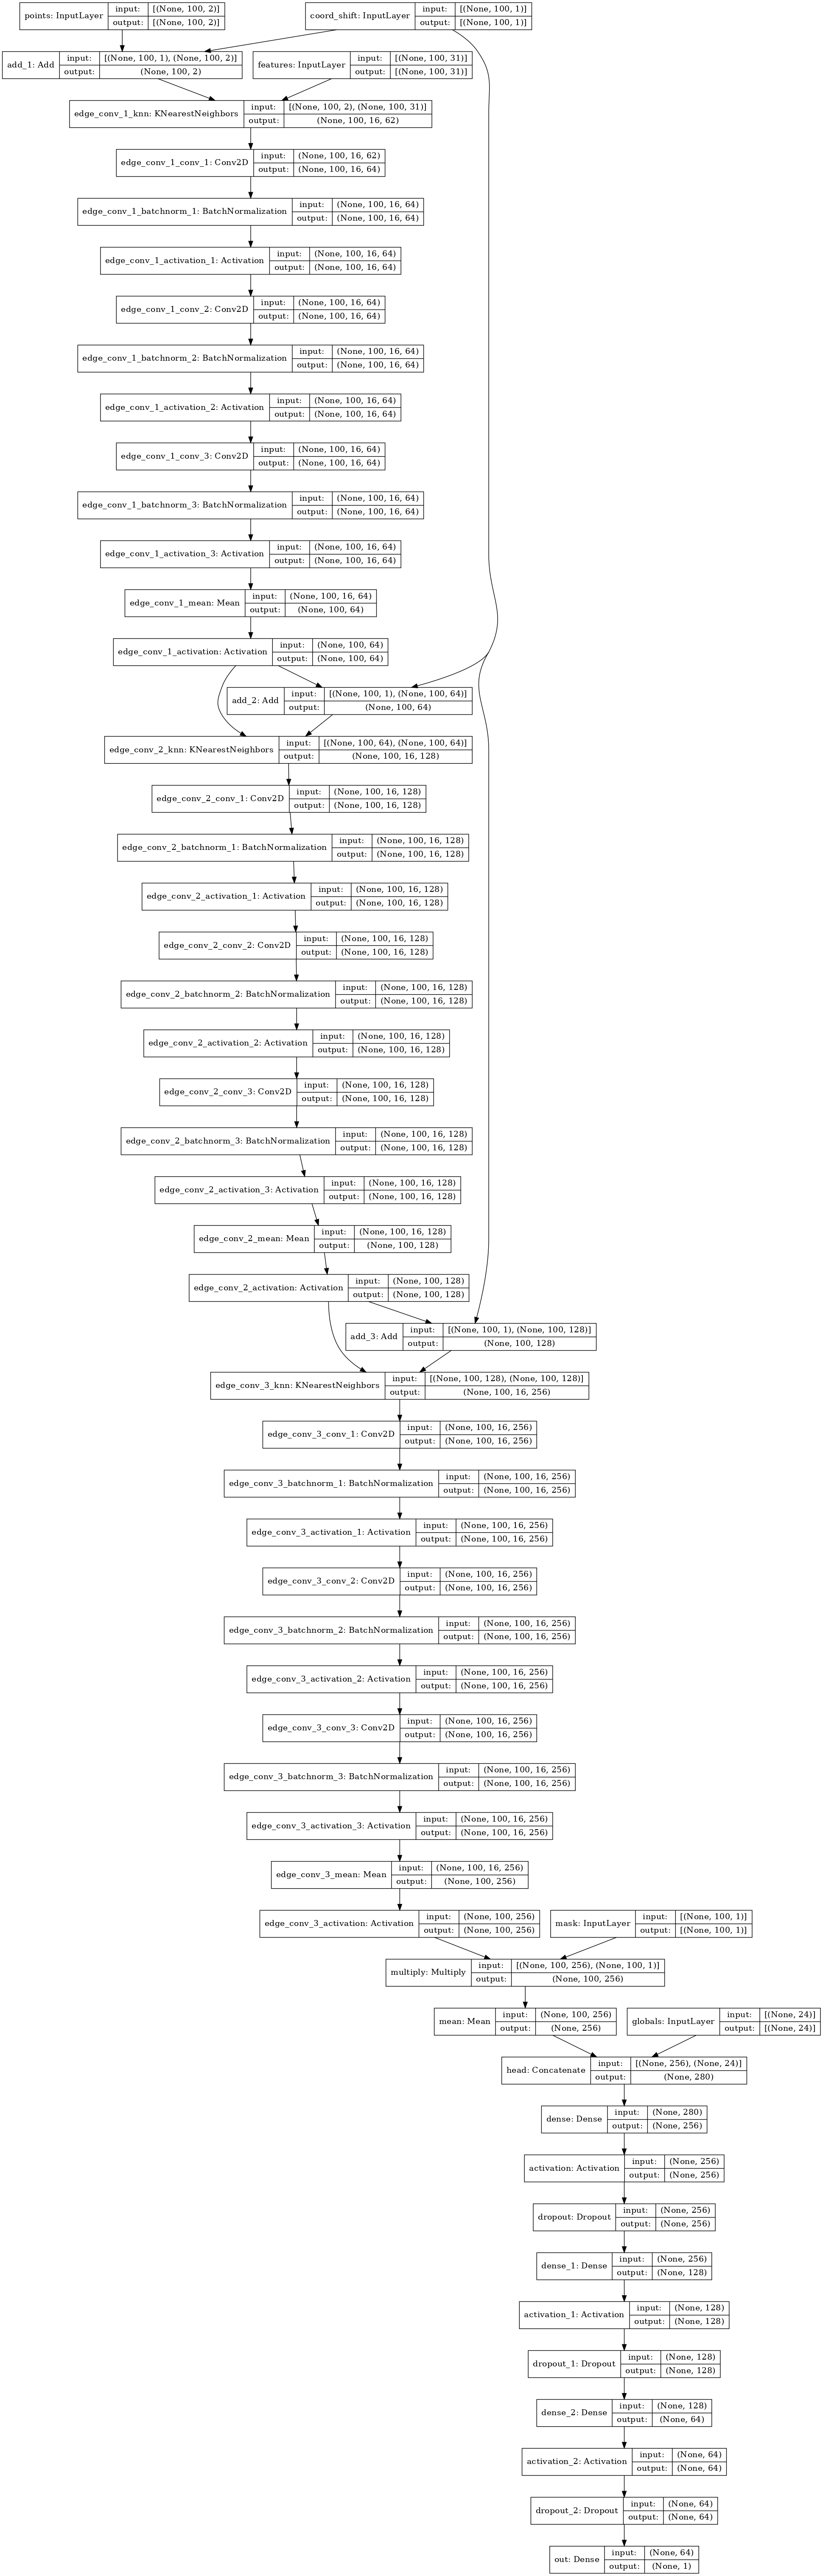 points: InputLayer input: [(None, 100, 2)]
output: [(None, 100, 2)]
coord_shift: InputLayer input: [(None, 100, 1)]
output: [(None, 100, 1)]
add_1: Add input: [(None, 100, 1), (None, 100, 2)]
output: (None, 100, 2)
features: InputLayer input: [(None, 100, 31)]
output: [(None, 100, 31)]
edge_conv_1_knn: KNearestNeighbors input: [(None, 100, 2), (None, 100, 31)]
output: (None, 100, 16, 62)
edge_conv_1_conv_1: Conv2D input: (None, 100, 16, 62)
output: (None, 100, 16, 64)
edge_conv_1_batchnorm_1: BatchNormalization input: (None, 100, 16, 64)
output: (None, 100, 16, 64)
edge_conv_1_activation_1: Activation input: (None, 100, 16, 64)
output: (None, 100, 16, 64)
edge_conv_1_conv_2: Conv2D input: (None, 100, 16, 64)
output: (None, 100, 16, 64)
edge_conv_1_batchnorm_2: BatchNormalization input: (None, 100, 16, 64)
output: (None, 100, 16, 64)
edge_conv_1_activation_2: Activation input: (None, 100, 16, 64)
output: (None, 100, 16, 64)
edge_conv_1_conv_3: Conv2D input: (None, 100, 16, 64)
output: (None, 100, 16, 64)
edge_conv_1_batchnorm_3: BatchNormalization input: (None, 100, 16, 64)
output: (None, 100, 16, 64)
edge_conv_1_activation_3: Activation input: (None, 100, 16, 64)
output: (None, 100, 16, 64)
edge_conv_1_mean: Mean input: (None, 100, 16, 64)
output: (None, 100, 64)
edge_conv_1_activation: Activation input: (None, 100, 64)
output: (None, 100, 64)
add_2: Add input: [(None, 100, 1), (None, 100, 64)]
output: (None, 100, 64)
edge_conv_2_knn: KNearestNeighbors input: [(None, 100, 64), (None, 100, 64)]
output: (None, 100, 16, 128)
edge_conv_2_conv_1: Conv2D input: (None, 100, 16, 128)
output: (None, 100, 16, 128)
edge_conv_2_batchnorm_1: BatchNormalization input: (None, 100, 16, 128)
output: (None, 100, 16, 128)
edge_conv_2_activation_1: Activation input: (None, 100, 16, 128)
output: (None, 100, 16, 128)
edge_conv_2_conv_2: Conv2D input: (None, 100, 16, 128)
output: (None, 100, 16, 128)
edge_conv_2_batchnorm_2: BatchNormalization input: (None, 100, 16, 128)
output: (None, 100, 16, 128)
edge_conv_2_activation_2: Activation input: (None, 100, 16, 128)
output: (None, 100, 16, 128)
edge_conv_2_conv_3: Conv2D input: (None, 100, 16, 128)
output: (None, 100, 16, 128)
edge_conv_2_batchnorm_3: BatchNormalization input: (None, 100, 16, 128)
output: (None, 100, 16, 128)
edge_conv_2_activation_3: Activation input: (None, 100, 16, 128)
output: (None, 100, 16, 128)
edge_conv_2_mean: Mean input: (None, 100, 16, 128)
output: (None, 100, 128)
edge_conv_2_activation: Activation input: (None, 100, 128)
output: (None, 100, 128)
add_3: Add input: [(None, 100, 1), (None, 100, 128)]
output: (None, 100, 128)
edge_conv_3_knn: KNearestNeighbors input: [(None, 100, 128), (None, 100, 128)]
output: (None, 100, 16, 256)
edge_conv_3_conv_1: Conv2D input: (None, 100, 16, 256)
output: (None, 100, 16, 256)
edge_conv_3_batchnorm_1: BatchNormalization input: (None, 100, 16, 256)
output: (None, 100, 16, 256)
edge_conv_3_activation_1: Activation input: (None, 100, 16, 256)
output: (None, 100, 16, 256)
edge_conv_3_conv_2: Conv2D input: (None, 100, 16, 256)
output: (None, 100, 16, 256)
edge_conv_3_batchnorm_2: BatchNormalization input: (None, 100, 16, 256)
output: (None, 100, 16, 256)
edge_conv_3_activation_2: Activation input: (None, 100, 16, 256)
output: (None, 100, 16, 256)
edge_conv_3_conv_3: Conv2D input: (None, 100, 16, 256)
output: (None, 100, 16, 256)
edge_conv_3_batchnorm_3: BatchNormalization input: (None, 100, 16, 256)
output: (None, 100, 16, 256)
edge_conv_3_activation_3: Activation input: (None, 100, 16, 256)
output: (None, 100, 16, 256)
edge_conv_3_mean: Mean input: (None, 100, 16, 256)
output: (None, 100, 256)
edge_conv_3_activation: Activation input: (None, 100, 256)
output: (None, 100, 256)
mask: InputLayer input: [(None, 100, 1)]
output: [(None, 100, 1)]
multiply: Multiply input: [(None, 100, 256), (None, 100, 1)]
output: (None, 100, 256)
mean: Mean input: (None, 100, 256)
output: (None, 256)
globals: InputLayer input: [(None, 24)]
output: [(None, 24)]
head: Concatenate input: [(None, 256), (None, 24)]
output: (None, 280)
dense: Dense input: (None, 280)
output: (None, 256)
activation: Activation input: (None, 256)
output: (None, 256)
dropout: Dropout input: (None, 256)
output: (None, 256)
dense_1: Dense input: (None, 256)
output: (None, 128)
activation_1: Activation input: (None, 128)
output: (None, 128)
dropout_1: Dropout input: (None, 128)
output: (None, 128)
dense_2: Dense input: (None, 128)
output: (None, 64)
activation_2: Activation input: (None, 64)
output: (None, 64)
dropout_2: Dropout input: (None, 64)
output: (None, 64)
out: Dense input: (None, 64)
output: (None, 1)